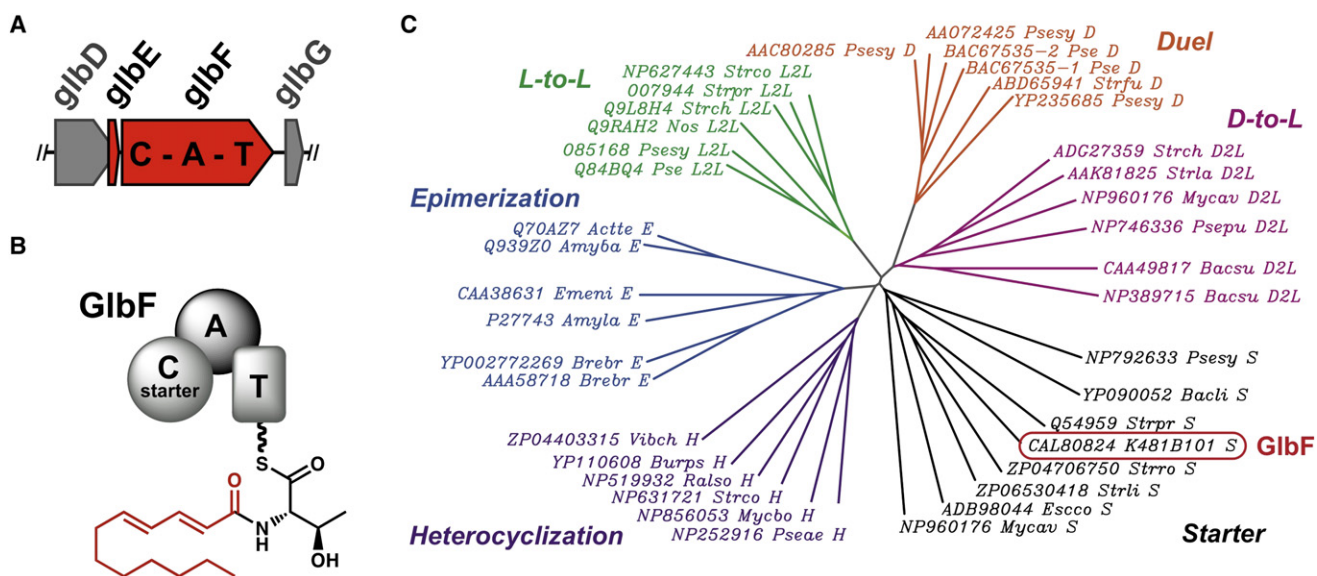 A
glbD
glbE
glbF
glbG
//
C - A - T
//
B
GlbF
A
C
starter
T
S
O
O
N
H
OH
C
L-to-L
NP627443 Strco L2L
O07944 Strpr L2L
Q9L8H4 Strch L2L
Q9RAH2 Nos L2L
O85168 Psesy L2L
Q84BQ4 Pse L2L
AAC80285 Psesy D
AAO72425 Psesy D
BAC67535-2 Pse D
BAC67535-1 Pse D
ABD65941 Strfu D
YP235685 Psesy D
Duel
D-to-L
ADG27359 Strch D2L
AAK81825 Strla D2L
NP960176 Mycav D2L
NP746336 Psepu D2L
CAA49817 Bacsu D2L
NP389715 Bacsu D2L
Epimerization
Q70AZ7 Actte E
Q939Z0 Amyba E
CAA38631 Emeni E
P27743 Amyla E
YP002772269 Brebr E
AAA58718 Brebr E
ZP04403315 Vibch H
YP110608 Burps H
NP519932 Ralso H
NP631721 Strco H
NP856053 Mycbo H
NP252916 Pseae H
Heterocyclization
NP792633 Psesy S
YP090052 Bacli S
Q54959 Strpr S
CAL80824 K481B101 S GlbF
ZP04706750 Strro S
ZP06530418 Strli S
ADB98044 Escco S
NP960176 Mycav S
Starter